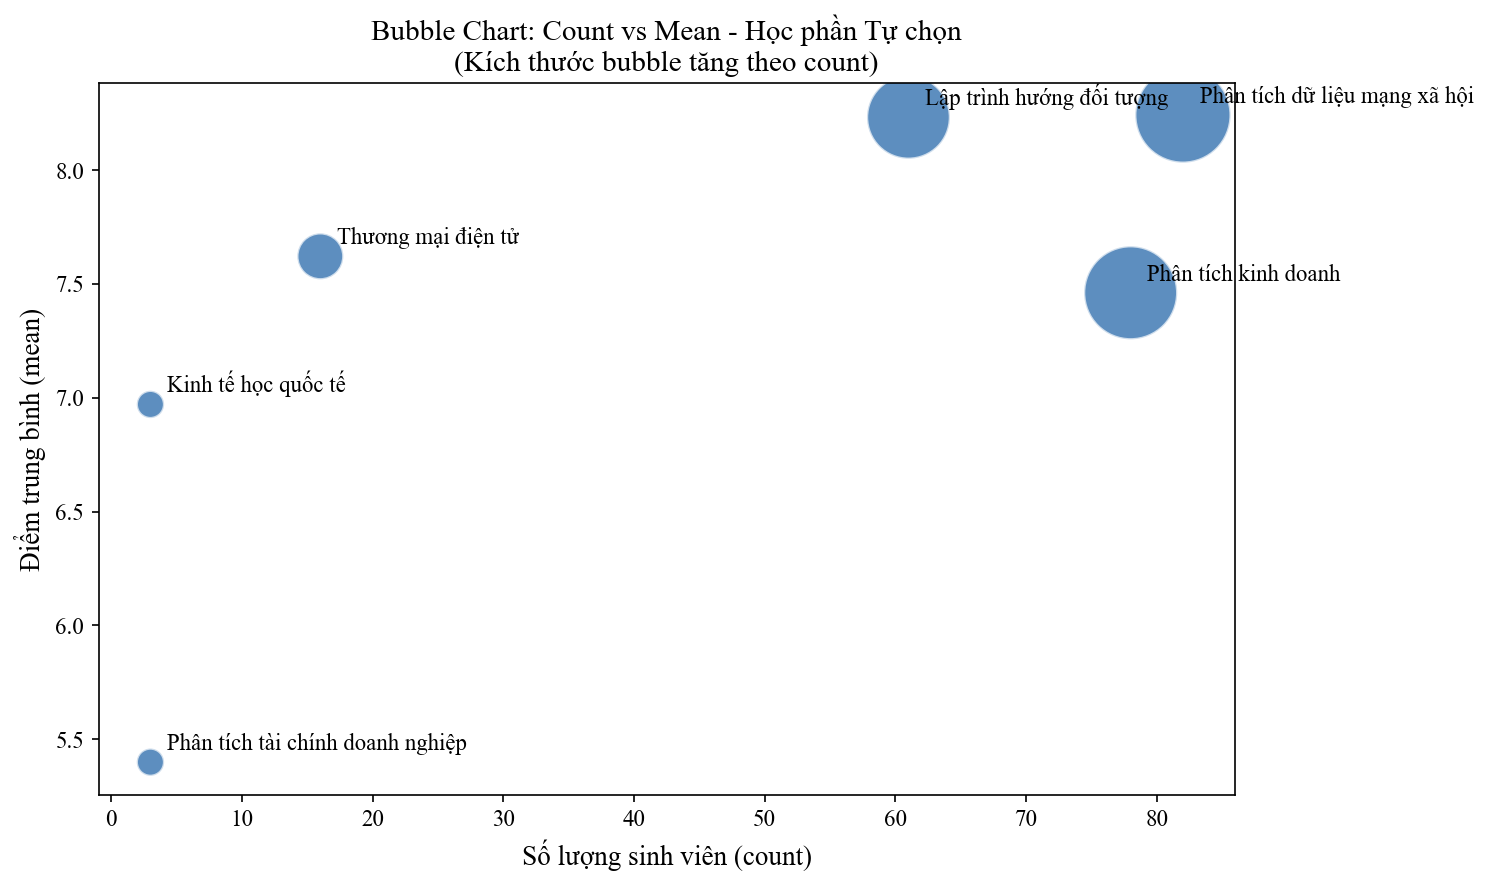 Bubble Chart: Count vs Mean - Học phần Tự chọn
(Kích thước bubble tăng theo count)
Lập trình hướng đối tượng
Phân tích dữ liệu mạng xã hội
Thương mại điện tử
Phân tích kinh doanh
Kinh tế học quốc tế
Phân tích tài chính doanh nghiệp
Điểm trung bình (mean)
8.0
7.5
7.0
6.5
6.0
5.5
0 10 20 30 40 50 60 70 80
Số lượng sinh viên (count)